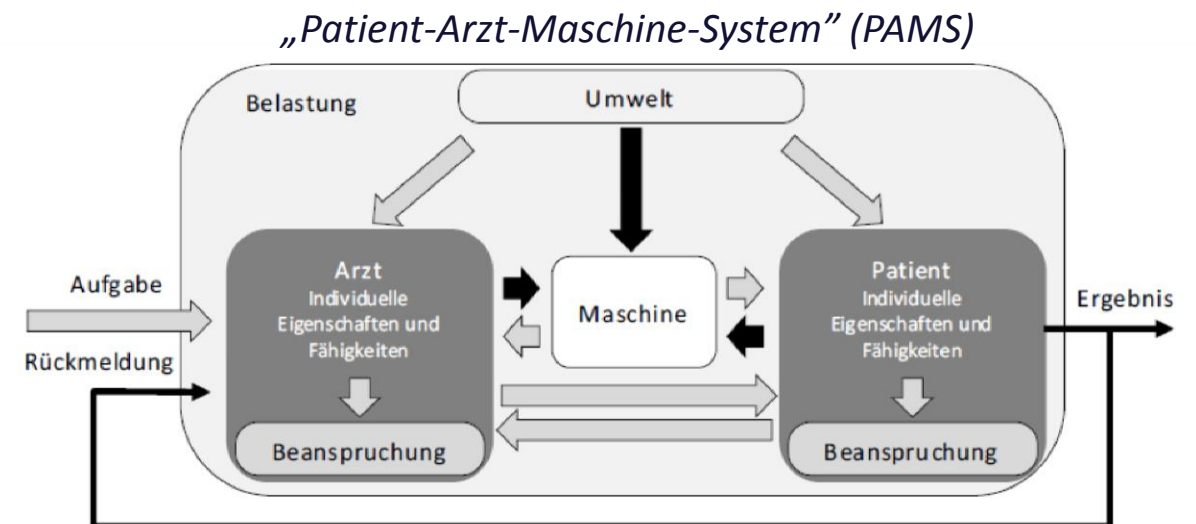 „Patient-Arzt-Maschine-System” (PAMS)
Belastung
Umwelt
Aufgabe
Rückmeldung
Arzt
Individuelle
Eigenschaften und
Fähigkeiten
Beanspruchung
Maschine
Patient
Individuelle
Eigenschaften und
Fähigkeiten
Beanspruchung
Ergebnis